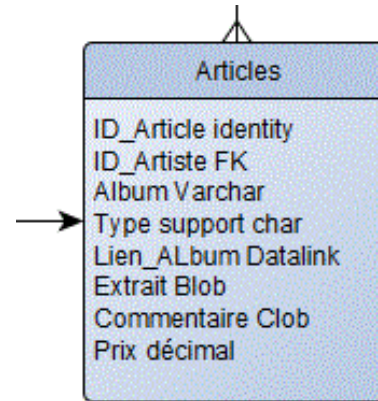 Articles
ID_Article identity
ID_Artiste FK
Album Varchar
Type support char
Lien_ALbum Datalink
Extrait Blob
Commentaire Clob
Prix décimal